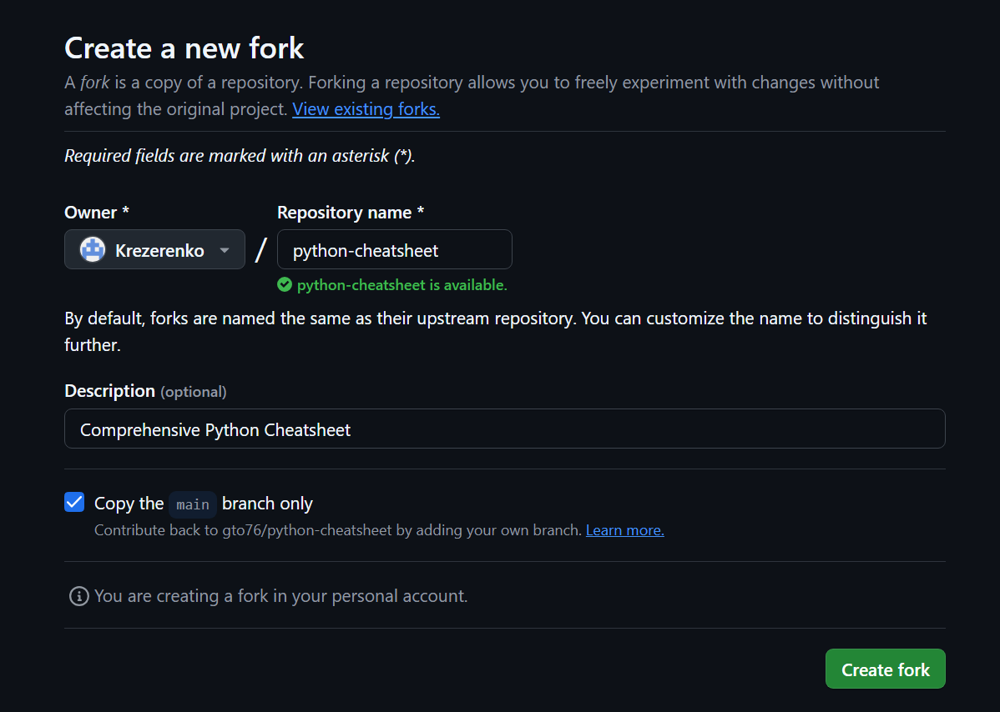 Create a new fork
A fork is a copy of a repository. Forking a repository allows you to freely experiment with changes without
affecting the original project. View existing forks.
Required fields are marked with an asterisk (*).
Owner *
Repository name *
Krezerenko
/
python-cheatsheet
python-cheatsheet is available.
By default, forks are named the same as their upstream repository. You can customize the name to distinguish it
further.
Description (optional)
Comprehensive Python Cheatsheet
Copy the main branch only
Contribute back to gto76/python-cheatsheet by adding your own branch. Learn more.
You are creating a fork in your personal account.
Create fork